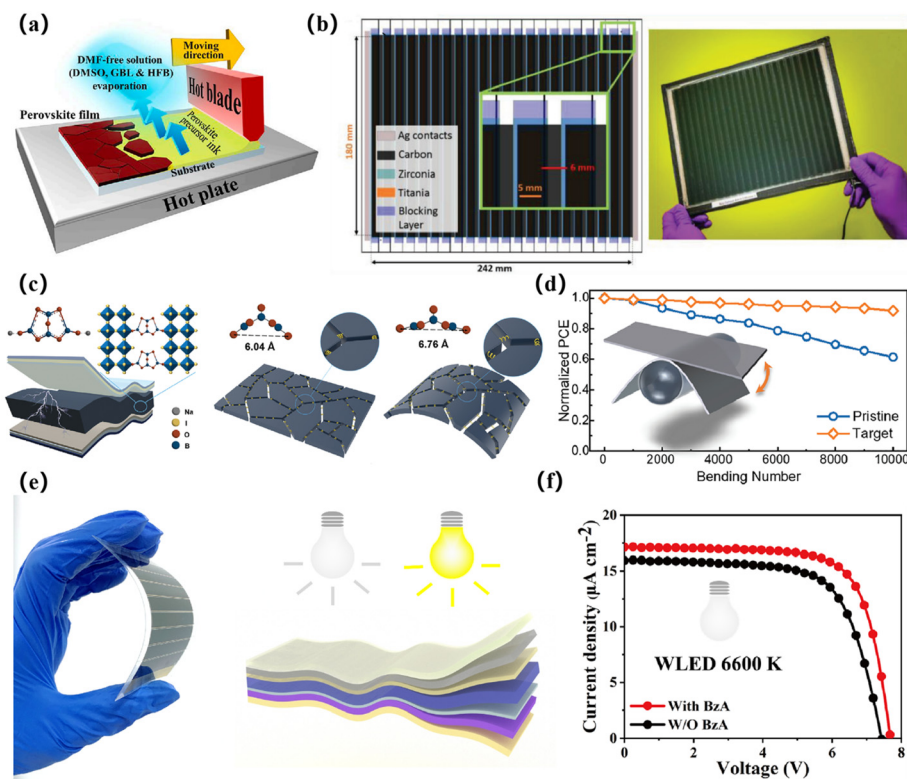 (a)
DMF-free solution
(DMSO, GBL & HFB)
evaporation
Moving
direction
Hot blade
Perovskite film
Perovskite
precursor ink
Substrate
Hot plate
(b)
180 mm
Ag contacts
Carbon
Zirconia
Titania
Blocking
Layer
6 mm
5 mm
242 mm
(c)
6.04 Å
6.76 Å
Na
I
O
B
(d)
Normalized PCE
1.0
0.8
0.6
0.4
0.2
0.0
Pristine
Target
0 2000 4000 6000 8000 10000
Bending Number
(e)
(f)
Current density (μA cm⁻²)
20
15
10
5
0
WLED 6600 K
With BzA
W/O BzA
0 2 4 6 8
Voltage (V)